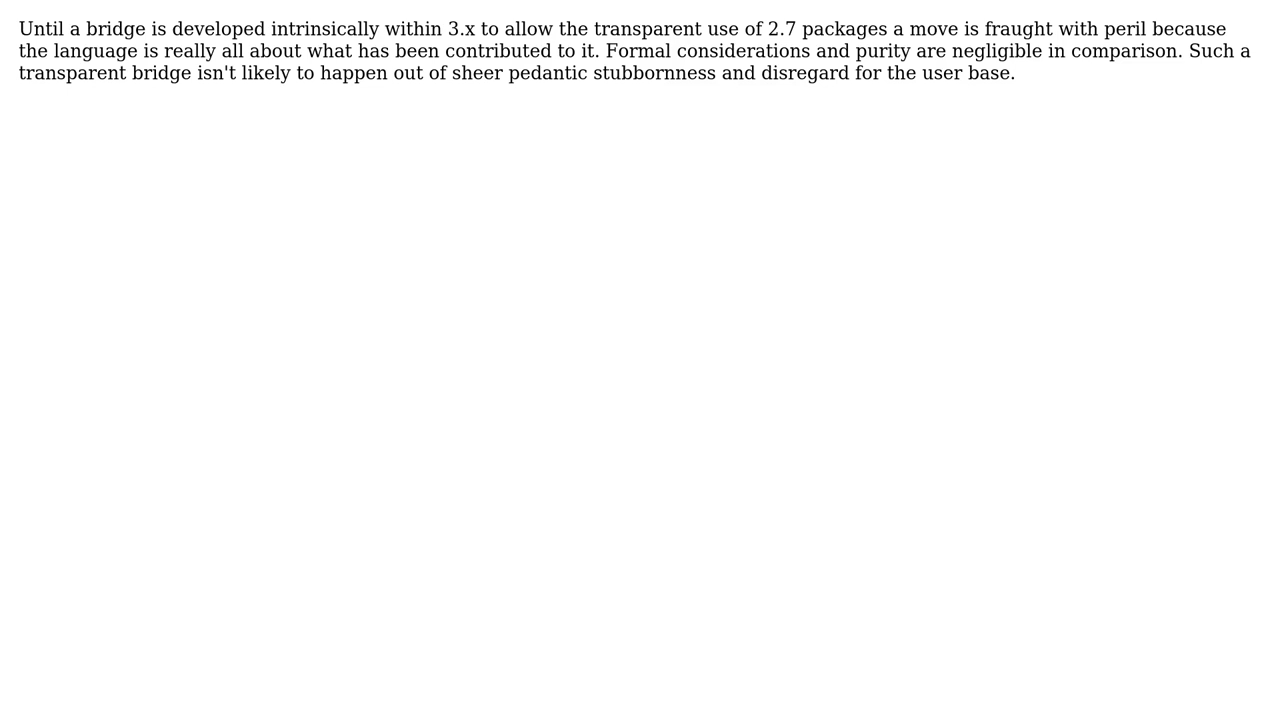 Until a bridge is developed intrinsically within 3.x to allow the transparent use of 2.7 packages a move is fraught with peril because
the language is really all about what has been contributed to it. Formal considerations and purity are negligible in comparison. Such a
transparent bridge isn't likely to happen out of sheer pedantic stubbornness and disregard for the user base.